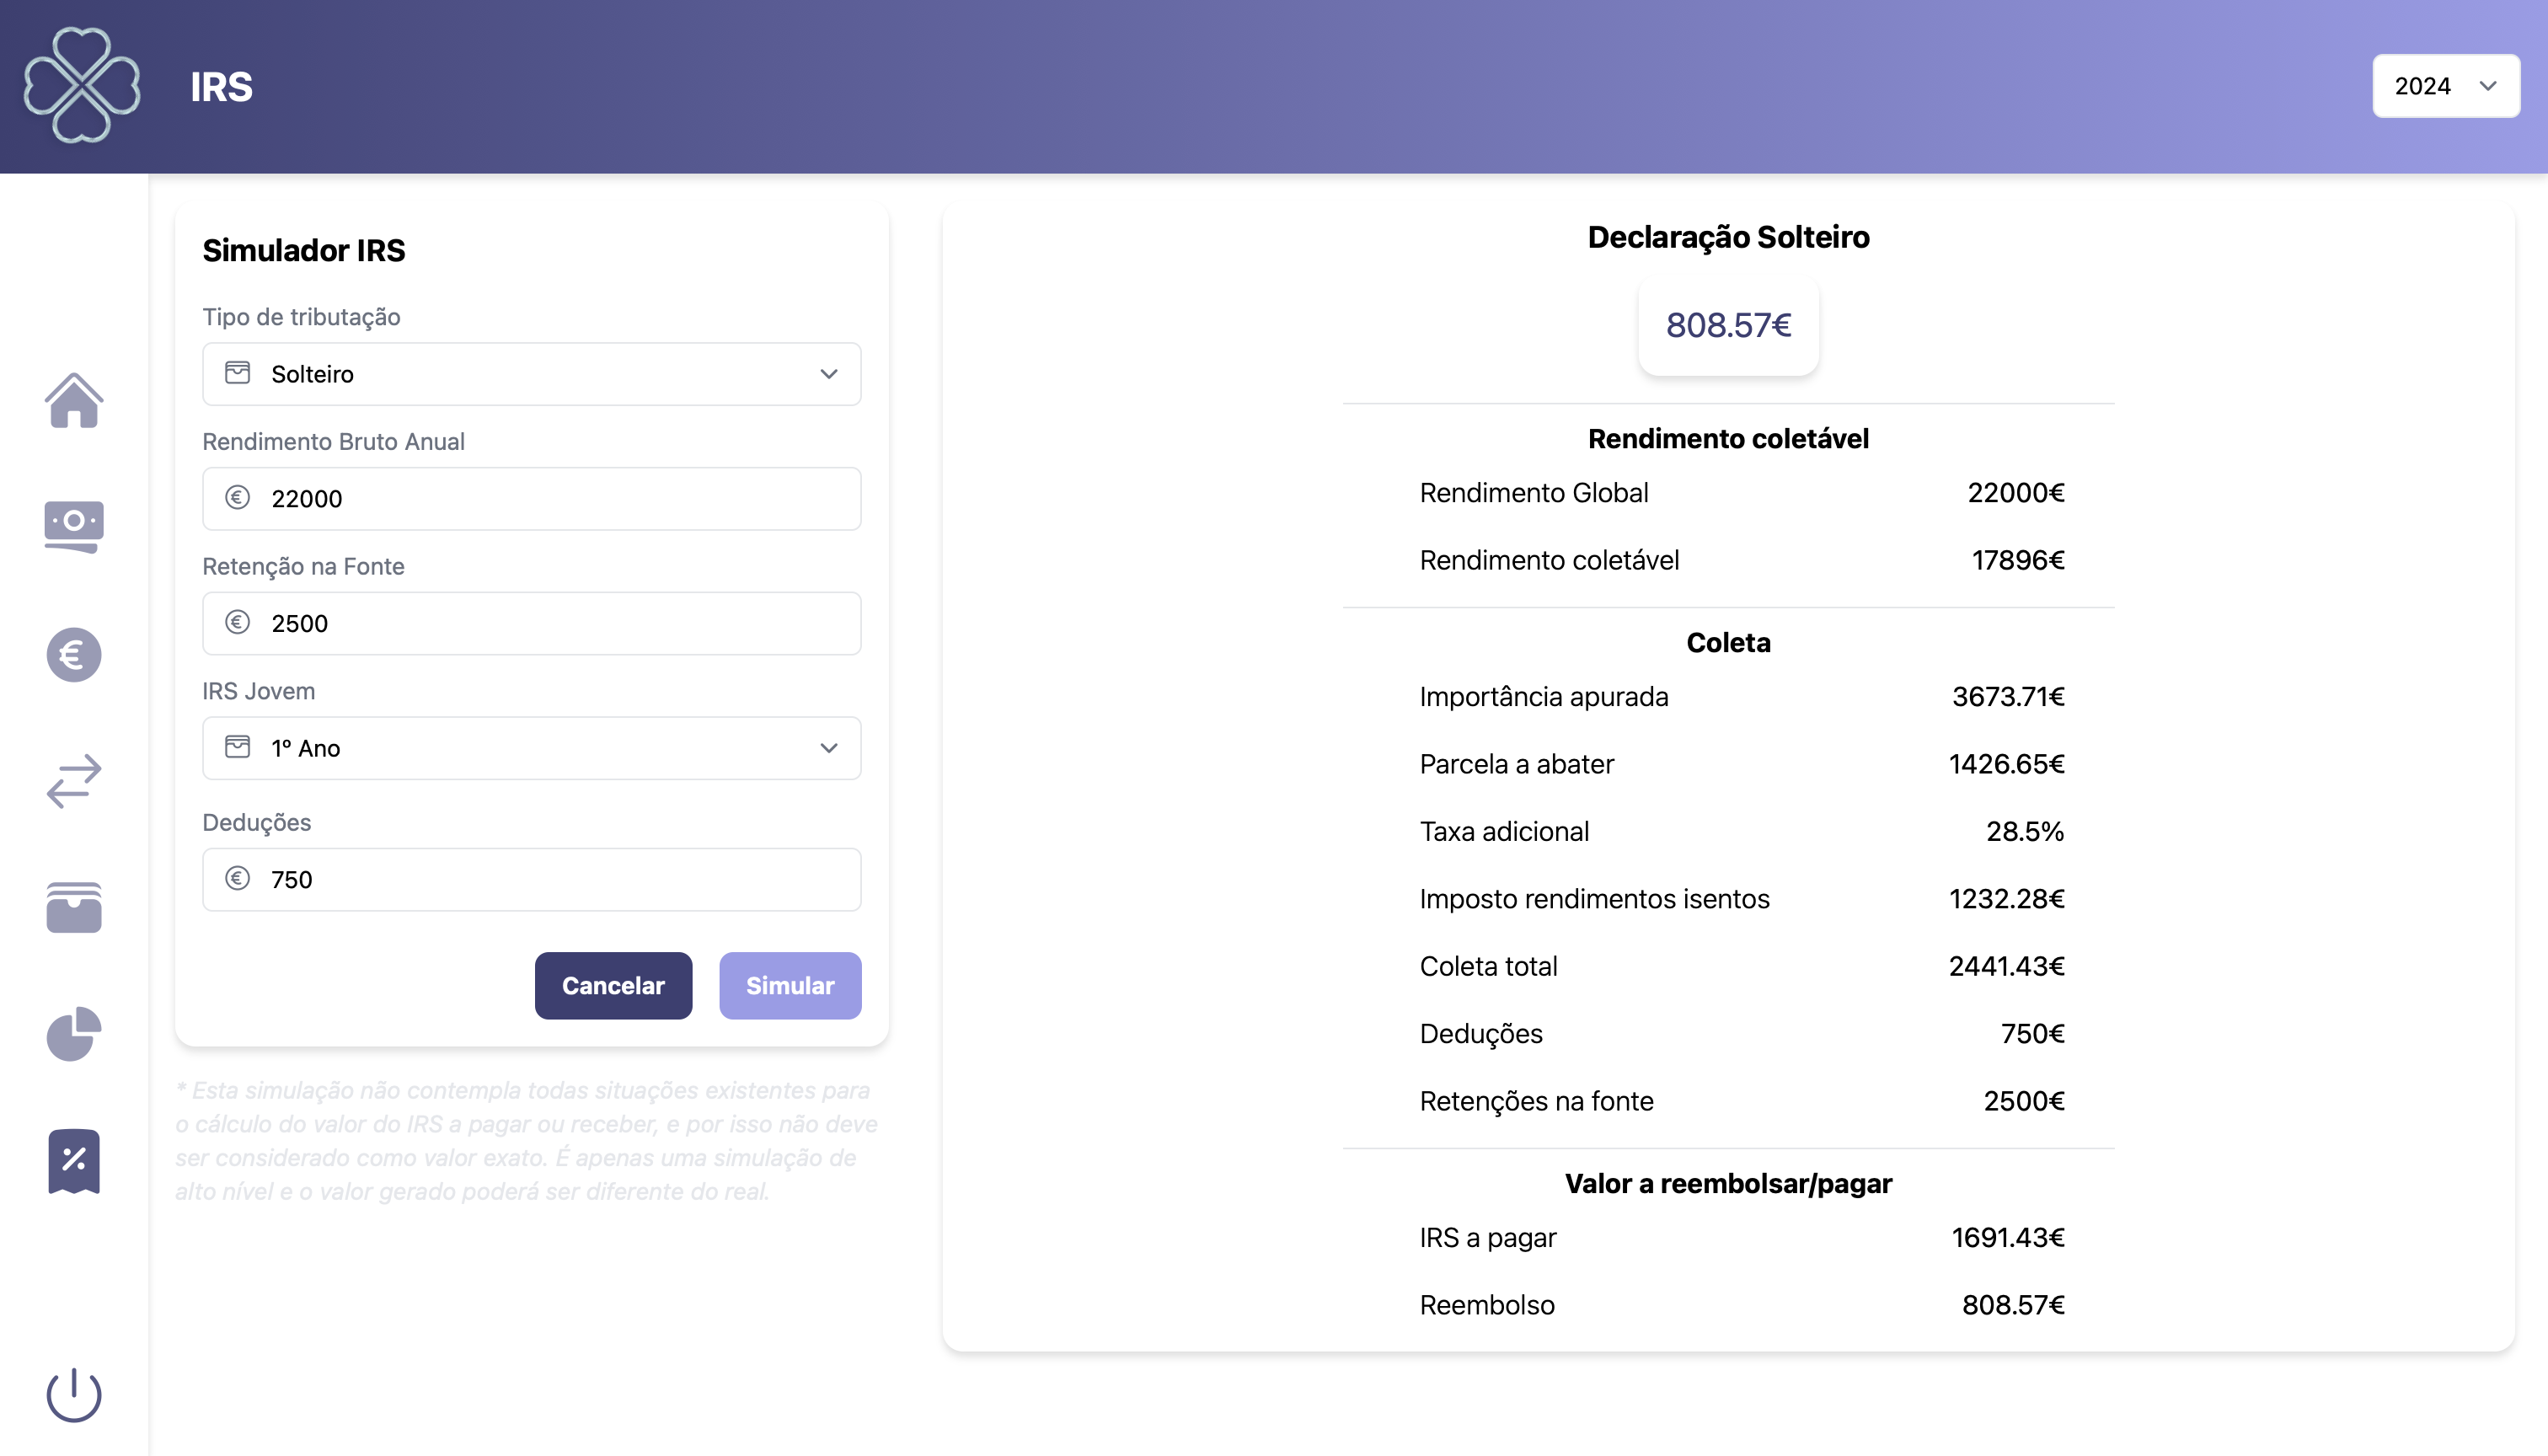 IRS
2024
Simulador IRS
Tipo de tributação
Solteiro
Rendimento Bruto Anual
€ 22000
Retenção na Fonte
€ 2500
IRS Jovem
1º Ano
Deduções
€ 750
Cancelar
Simular
* Esta simulação não contempla todas situações existentes para
o cálculo do valor do IRS a pagar ou receber, e por isso não deve
ser considerado como valor exato. É apenas uma simulação de
alto nível e o valor gerado poderá ser diferente do real.
Declaração Solteiro
808.57€
Rendimento coletável
Rendimento Global 22000€
Rendimento coletável 17896€
Coleta
Importância apurada 3673.71€
Parcela a abater 1426.65€
Taxa adicional 28.5%
Imposto rendimentos isentos 1232.28€
Coleta total 2441.43€
Deduções 750€
Retenções na fonte 2500€
Valor a reembolsar/pagar
IRS a pagar 1691.43€
Reembolso 808.57€